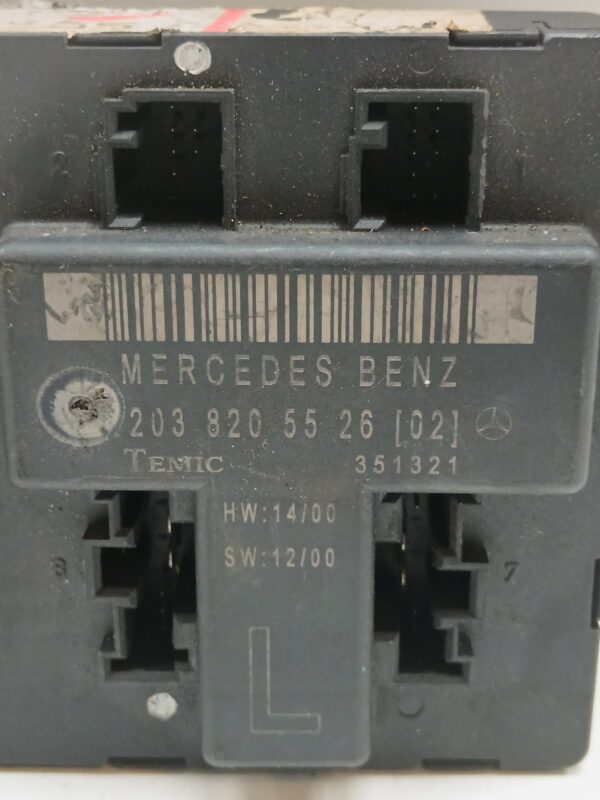 2 1
MERCEDES BENZ
203 820 55 26 [02]
TEMIC 351321
HW:14/00
SW:12/00
8 7
L